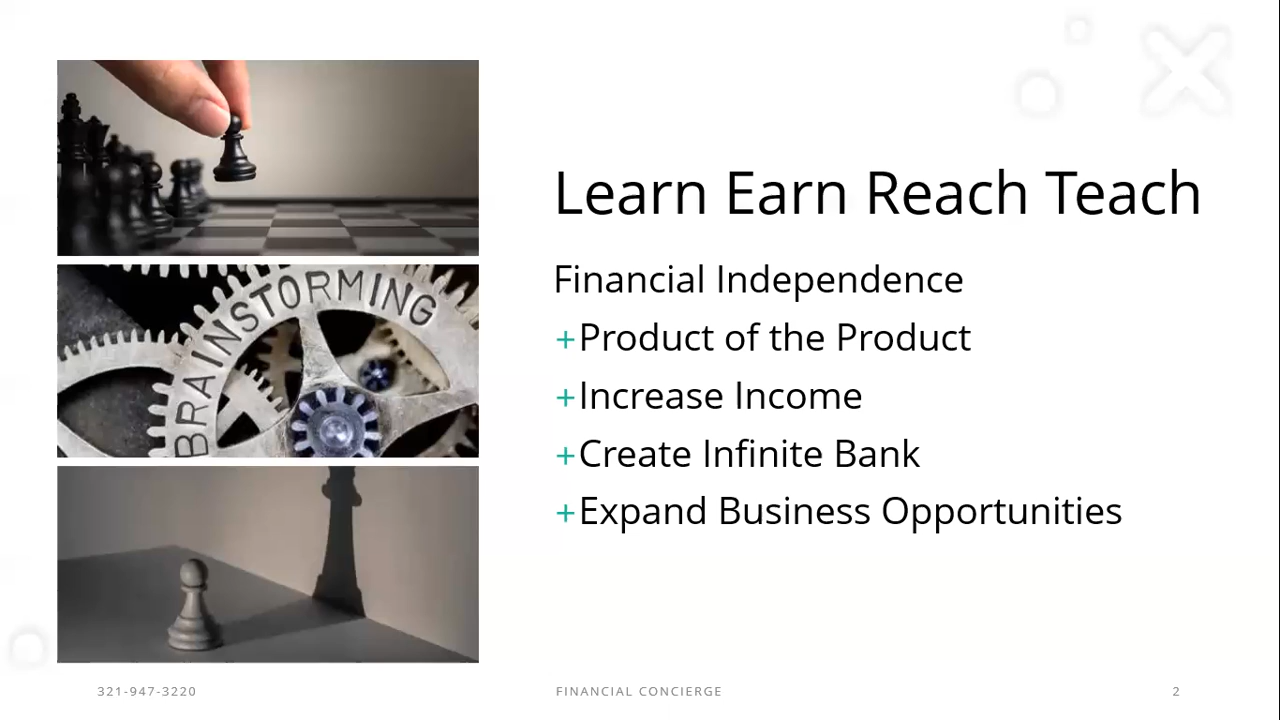 Learn Earn Reach Teach
Financial Independence
+Product of the Product
+Increase Income
+Create Infinite Bank
+Expand Business Opportunities
BRAINSTORMING
321-947-3220
FINANCIAL CONCIERGE
2